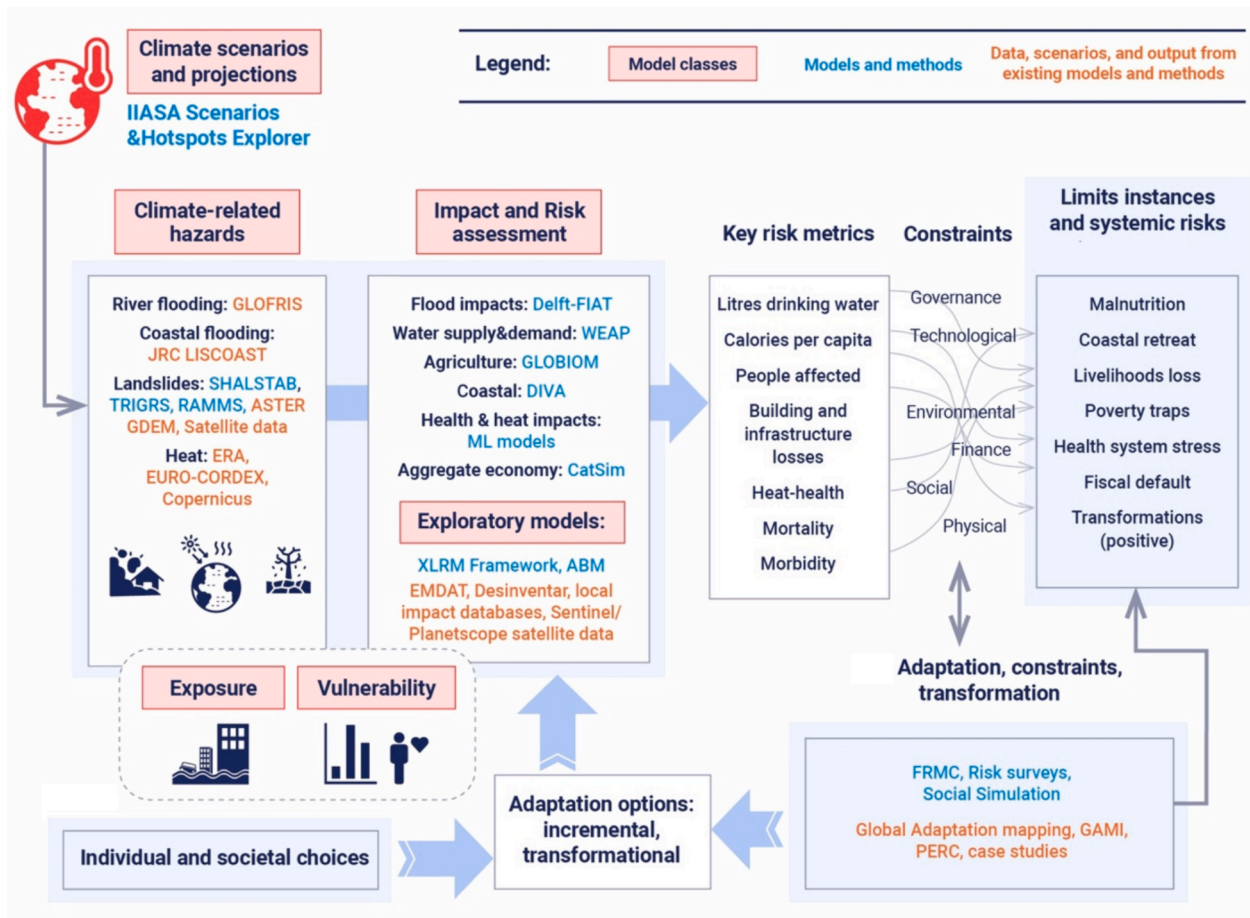 Climate scenarios
and projections
IIASA Scenarios
&Hotspots Explorer
Legend:
Model classes
Models and methods
Data, scenarios, and output from
existing models and methods
Climate-related
hazards
River flooding: GLOFRIS
Coastal flooding:
JRC LISCOAST
Landslides: SHALSTAB,
TRIGRS, RAMMS, ASTER
GDEM, Satellite data
Heat: ERA,
EURO-CORDEX,
Copernicus
Impact and Risk
assessment
Flood impacts: Delft-FIAT
Water supply&demand: WEAP
Agriculture: GLOBIOM
Coastal: DIVA
Health & heat impacts:
ML models
Aggregate economy: CatSim
Exploratory models:
XLRM Framework, ABM
EMDAT, Desinventar, local
impact databases, Sentinel/
Planetscope satellite data
Key risk metrics
Litres drinking water
Calories per capita
People affected
Building and
infrastructure
losses
Heat-health
Mortality
Morbidity
Constraints
Governance
Technological
Environmental
Finance
Social
Physical
Limits instances
and systemic risks
Malnutrition
Coastal retreat
Livelihoods loss
Poverty traps
Health system stress
Fiscal default
Transformations
(positive)
Exposure
Vulnerability
Adaptation, constraints,
transformation
FRMC, Risk surveys,
Social Simulation
Global Adaptation mapping, GAMI,
PERC, case studies
Adaptation options:
incremental,
transformational
Individual and societal choices